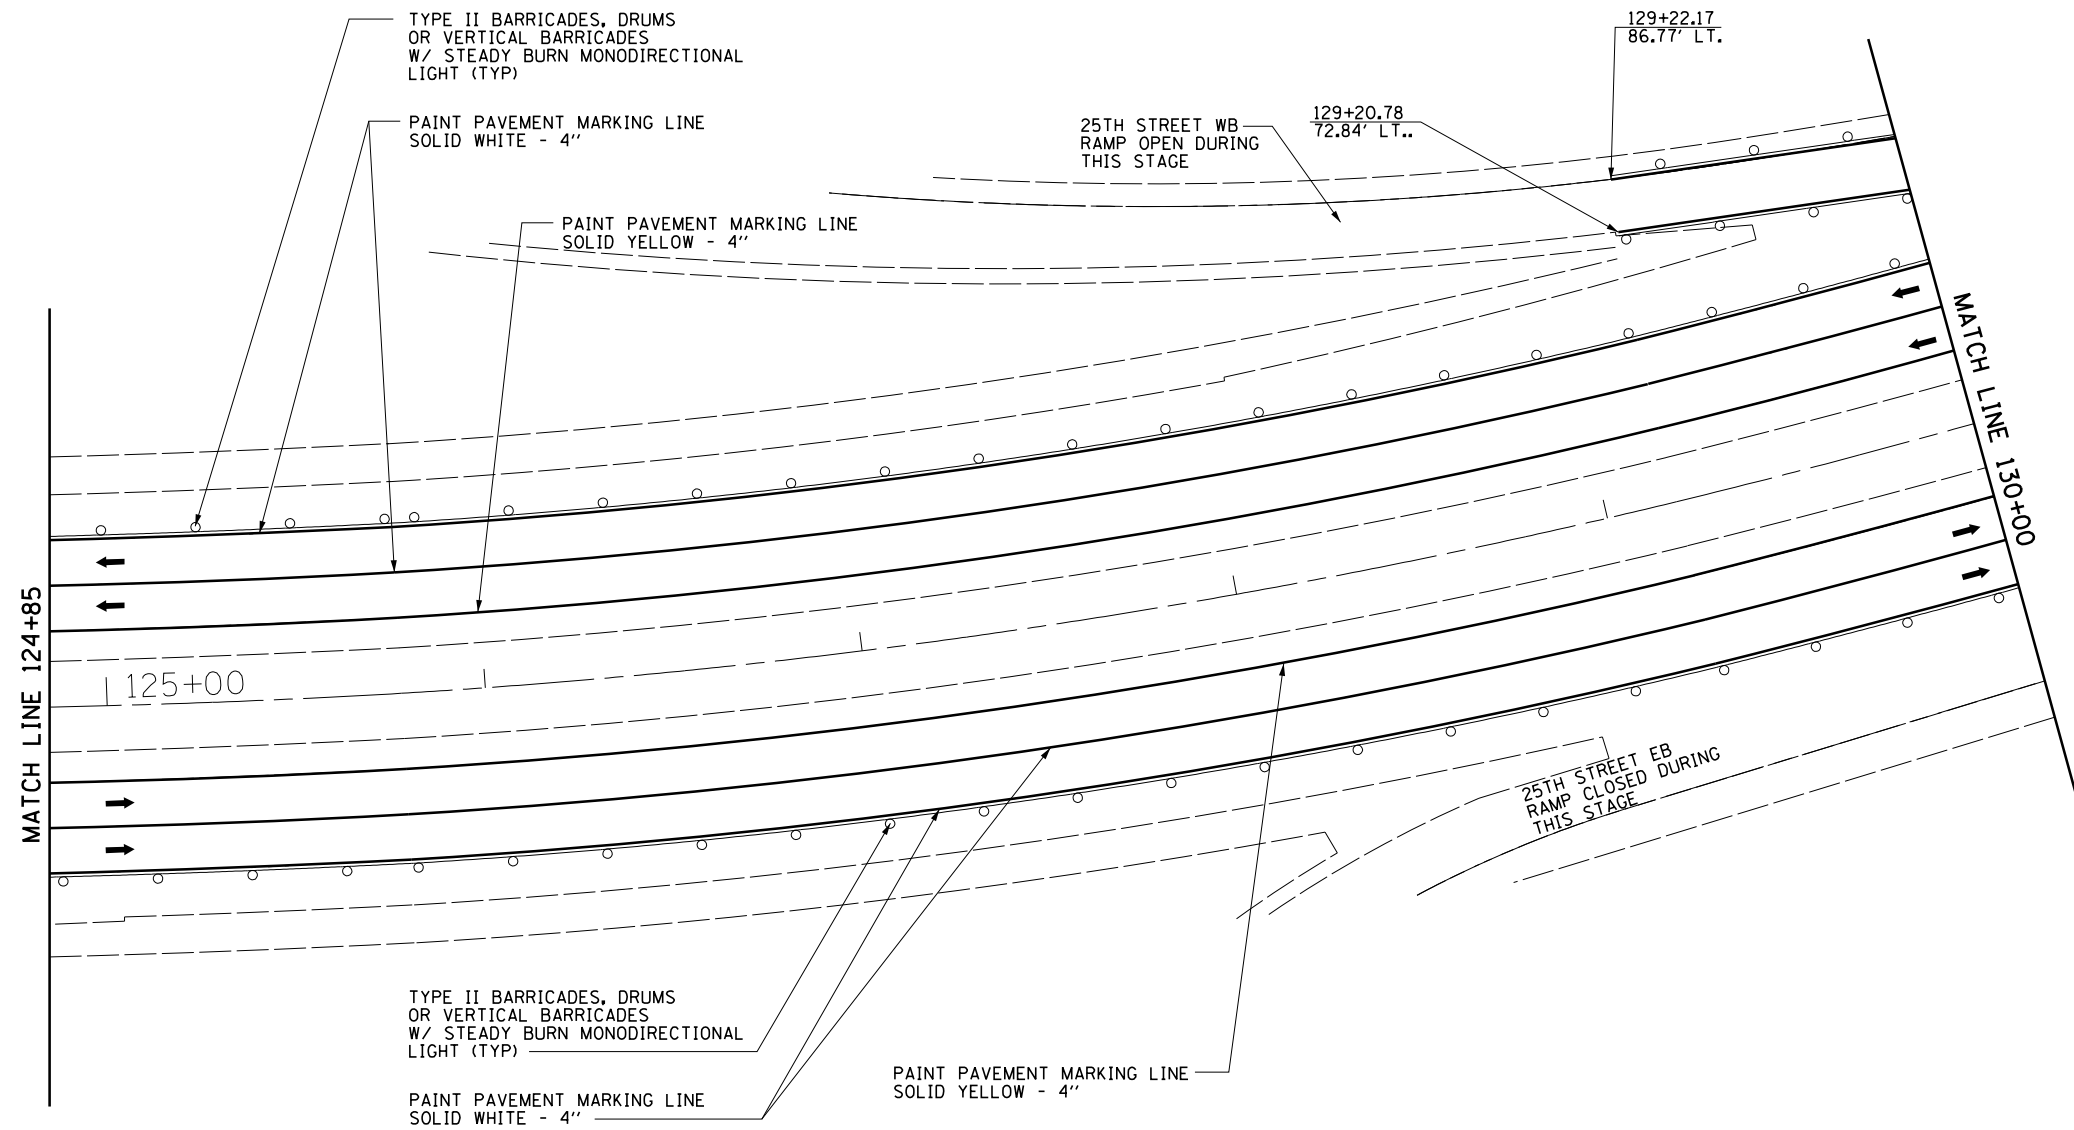 TYPE II BARRICADES, DRUMS
OR VERTICAL BARRICADES
W/ STEADY BURN MONODIRECTIONAL
LIGHT (TYP)
PAINT PAVEMENT MARKING LINE
SOLID WHITE - 4''
PAINT PAVEMENT MARKING LINE
SOLID YELLOW - 4''
25TH STREET WB
RAMP OPEN DURING
THIS STAGE
129+20.78
72.84' LT..
129+22.17
86.77' LT.
MATCH LINE 124+85
125+00
MATCH LINE 130+00
25TH STREET EB
RAMP CLOSED DURING
THIS STAGE
TYPE II BARRICADES, DRUMS
OR VERTICAL BARRICADES
W/ STEADY BURN MONODIRECTIONAL
LIGHT (TYP)
PAINT PAVEMENT MARKING LINE
SOLID WHITE - 4''
PAINT PAVEMENT MARKING LINE
SOLID YELLOW - 4''